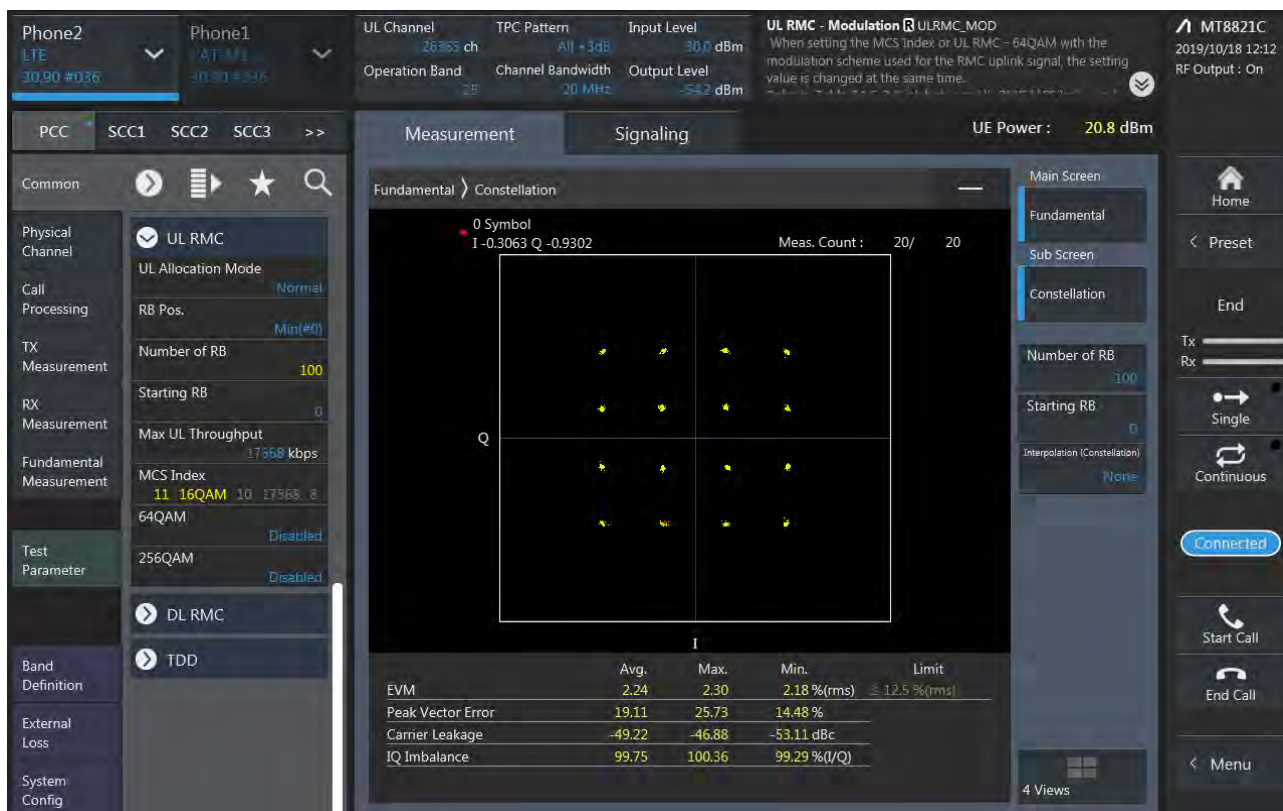 Phone2
LTE
30.90 #036
Phone1
UL Channel
26365 ch
Operation Band
25
TPC Pattern
All +3dB
Channel Bandwidth
20 MHz
Input Level
30.0 dBm
Output Level
-54.2 dBm
UL RMC - Modulation R ULRMC_MOD
When setting the MCS Index or UL RMC - 64QAM with the
modulation scheme used for the RMC uplink signal, the setting
value is changed at the same time.
MT8821C
2019/10/18 12:12
RF Output : On
PCC SCC1 SCC2 SCC3 >>
Measurement
Signaling
UE Power : 20.8 dBm
Common
Physical
Channel
Call
Processing
TX
Measurement
RX
Measurement
Fundamental
Measurement
Test
Parameter
Band
Definition
External
Loss
System
Config
UL RMC
UL Allocation Mode
Normal
RB Pos.
Min(#0)
Number of RB
100
Starting RB
0
Max UL Throughput
17568 kbps
MCS Index
11 16QAM 10 17568 8
64QAM
Disabled
256QAM
Disabled
DL RMC
TDD
Fundamental 〉 Constellation
0 Symbol
I -0.3063 Q -0.9302
Meas. Count : 20/ 20
Q
I
Avg. Max. Min. Limit
EVM 2.24 2.30 2.18 %(rms) ≤ 12.5 %(rms)
Peak Vector Error 19.11 25.73 14.48 %
Carrier Leakage -49.22 -46.88 -53.11 dBc
IQ Imbalance 99.75 100.36 99.29 %(I/Q)
Main Screen
Fundamental
Sub Screen
Constellation
Number of RB
100
Starting RB
0
Interpolation (Constellation)
None
4 Views
Home
< Preset
End
Tx
Rx
Single
Continuous
Connected
Start Call
End Call
< Menu